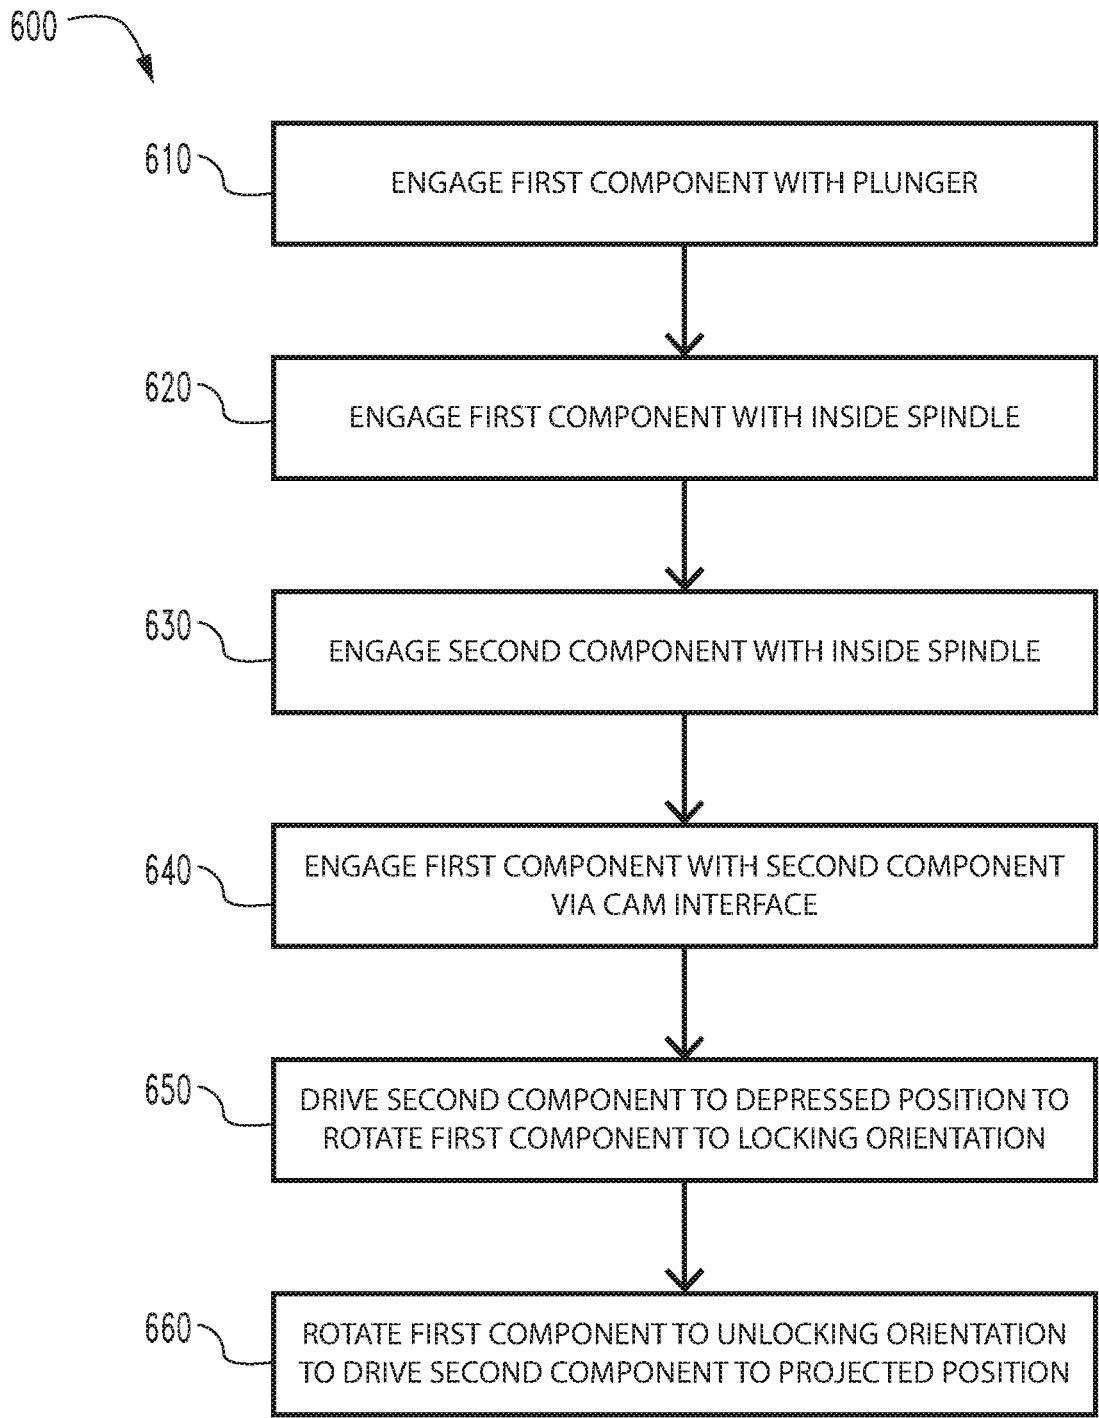 600
610
ENGAGE FIRST COMPONENT WITH PLUNGER
620
ENGAGE FIRST COMPONENT WITH INSIDE SPINDLE
630
ENGAGE SECOND COMPONENT WITH INSIDE SPINDLE
640
ENGAGE FIRST COMPONENT WITH SECOND COMPONENT
VIA CAM INTERFACE
650
DRIVE SECOND COMPONENT TO DEPRESSED POSITION TO
ROTATE FIRST COMPONENT TO LOCKING ORIENTATION
660
ROTATE FIRST COMPONENT TO UNLOCKING ORIENTATION
TO DRIVE SECOND COMPONENT TO PROJECTED POSITION